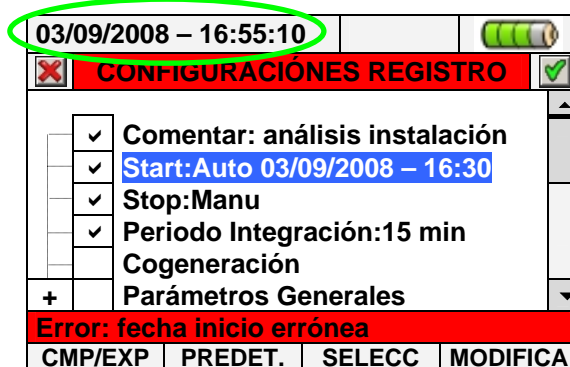 03/09/2008 – 16:55:10
CONFIGURACIÓNES REGISTRO
Comentar: análisis instalación
Start:Auto 03/09/2008 – 16:30
Stop:Manu
Periodo Integración:15 min
Cogeneración
+ Parámetros Generales
Error: fecha inicio errónea
CMP/EXP PREDET. SELECC MODIFICA